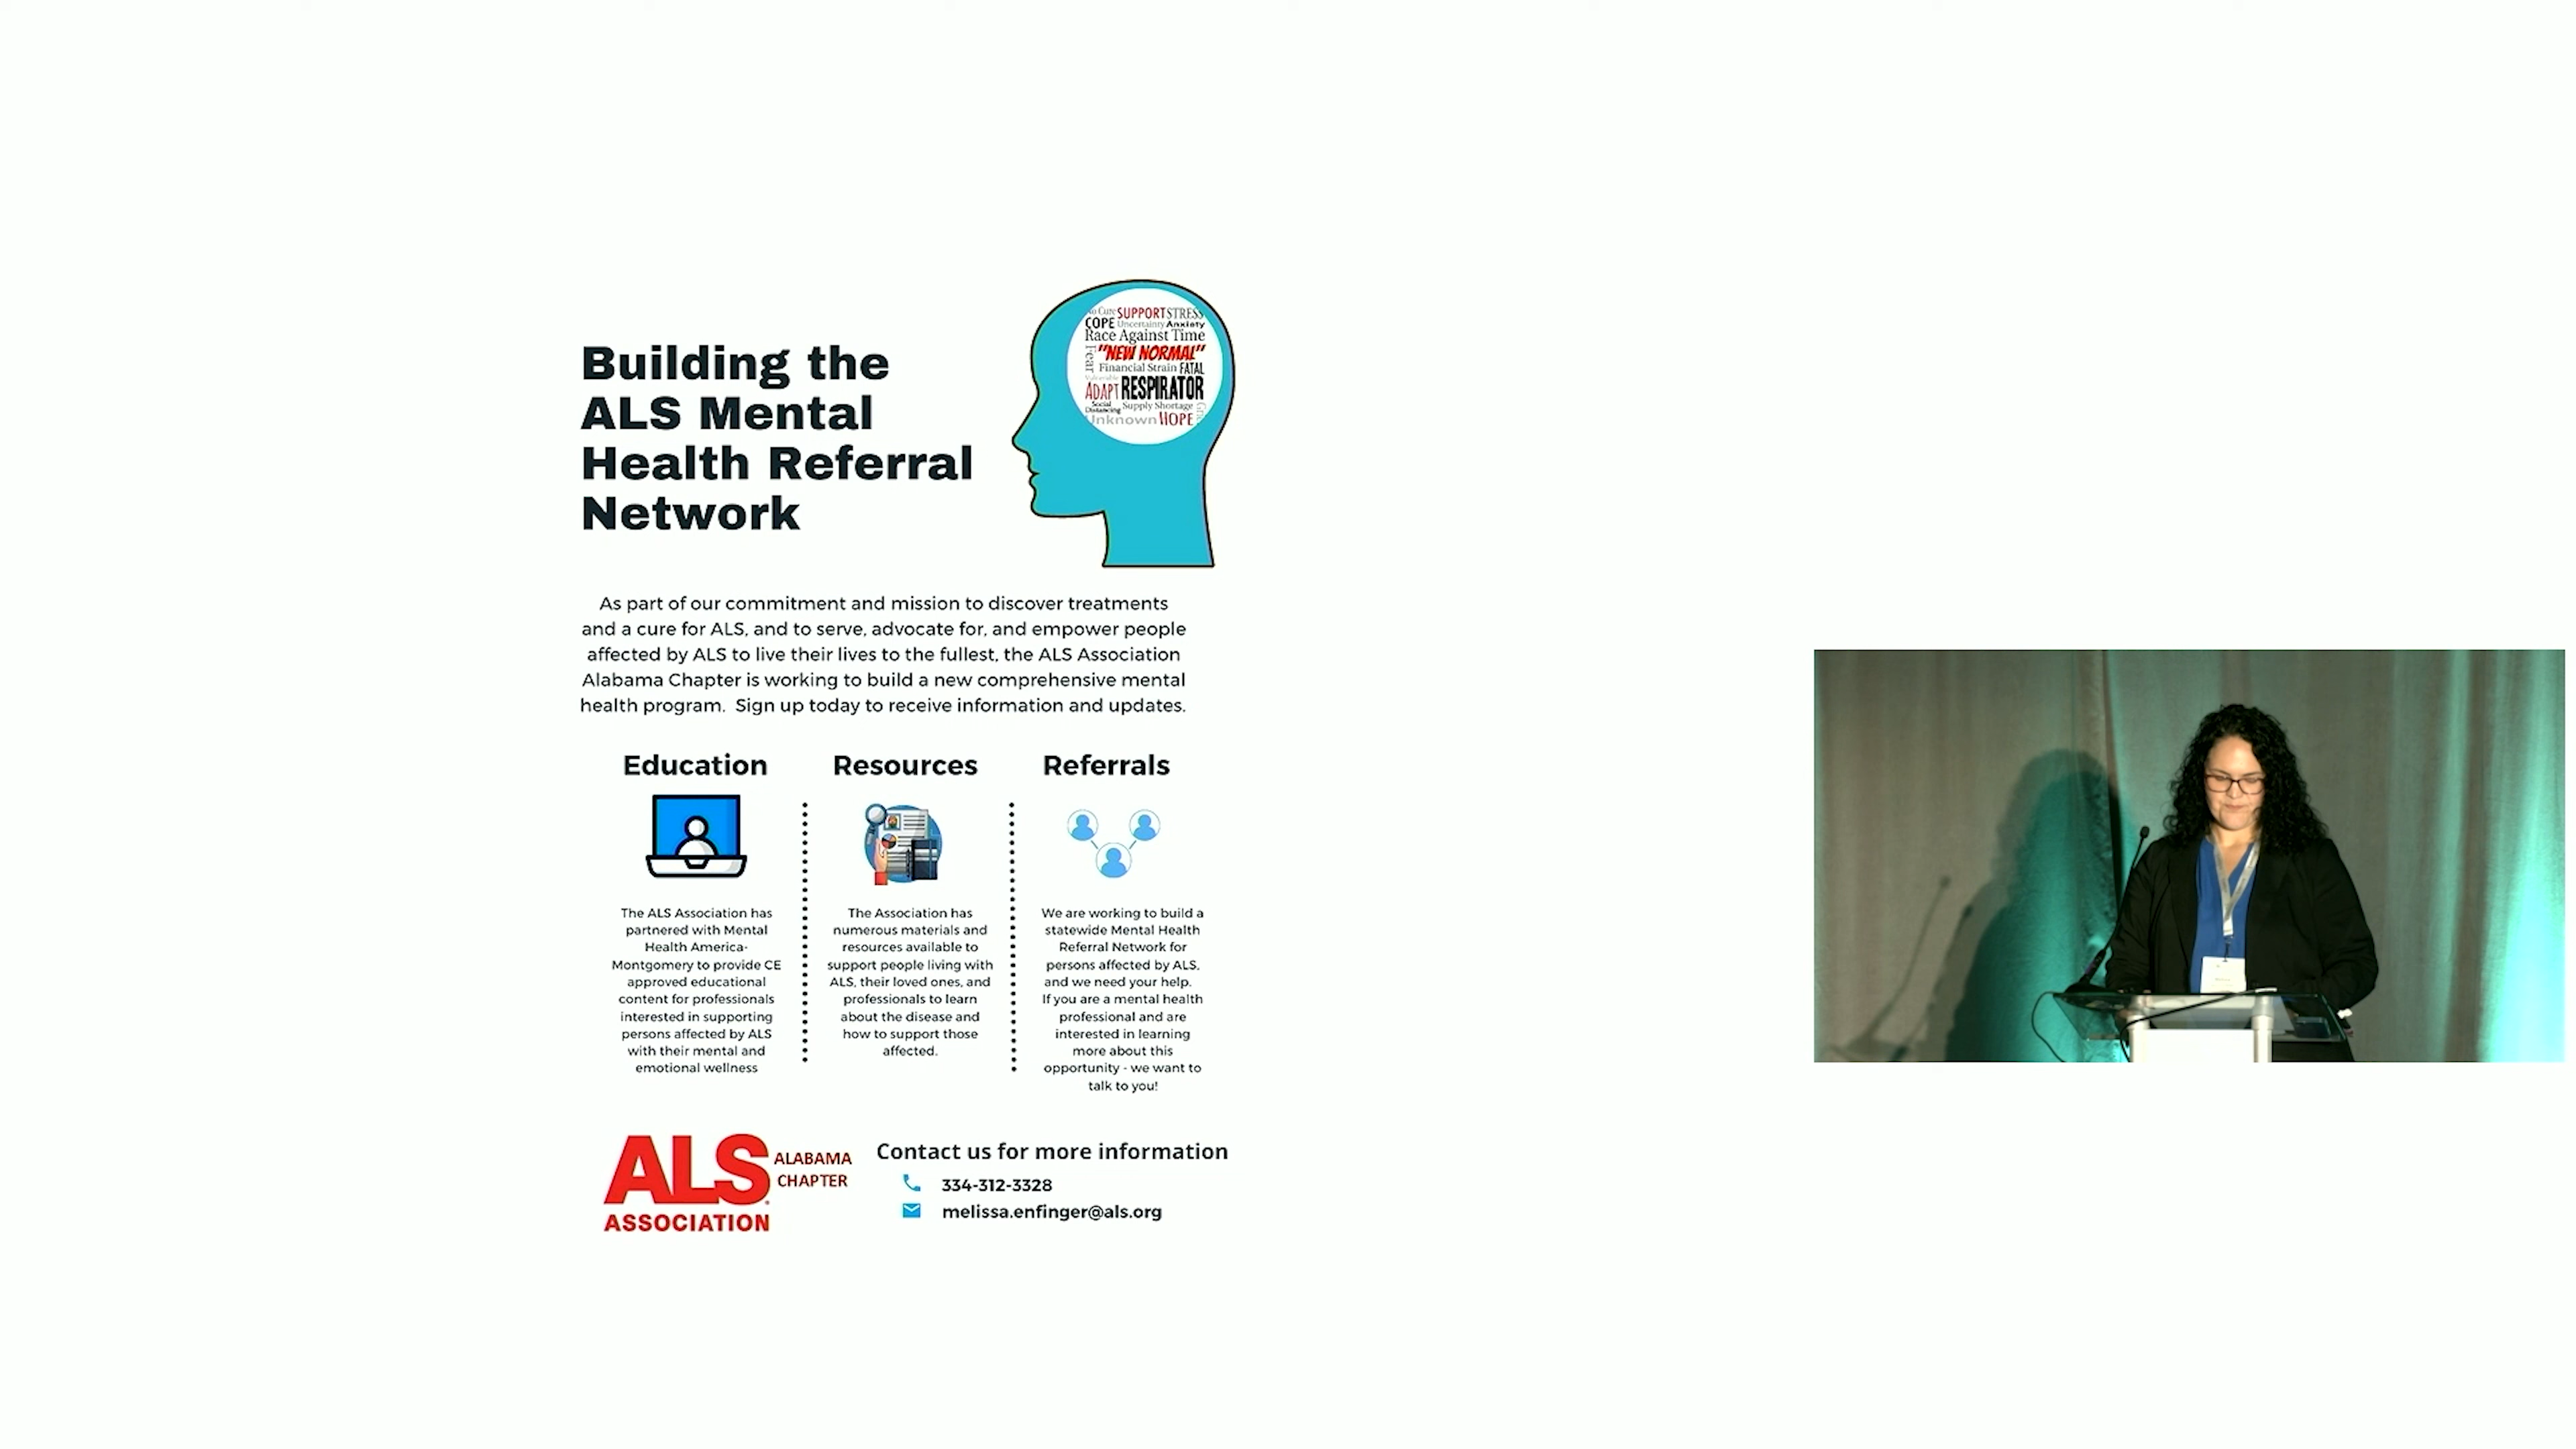 Building the
ALS Mental
Health Referral
Network
No Cure SUPPORT STRESS
COPE Uncertainty Anxiety
Race Against Time
Fear
"NEW NORMAL"
Financial Strain FATAL
ADAPT RESPIRATOR
Social
Distancing Supply Shortage
Unknown HOPE
As part of our commitment and mission to discover treatments
and a cure for ALS, and to serve, advocate for, and empower people
affected by ALS to live their lives to the fullest, the ALS Association
Alabama Chapter is working to build a new comprehensive mental
health program. Sign up today to receive information and updates.
Education
The ALS Association has
partnered with Mental
Health America-
Montgomery to provide CE
approved educational
content for professionals
interested in supporting
persons affected by ALS
with their mental and
emotional wellness
Resources
The Association has
numerous materials and
resources available to
support people living with
ALS, their loved ones, and
professionals to learn
about the disease and
how to support those
affected.
Referrals
We are working to build a
statewide Mental Health
Referral Network for
persons affected by ALS,
and we need your help.
If you are a mental health
professional and are
interested in learning
more about this
opportunity - we want to
talk to you!
ALS
ASSOCIATION
ALABAMA
CHAPTER
Contact us for more information
334-312-3328
melissa.enfinger@als.org